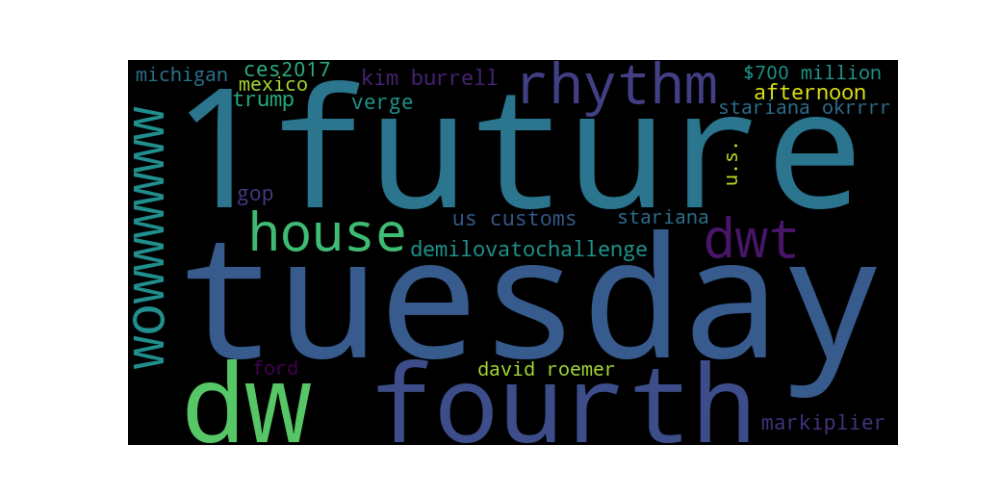 michigan
ces2017
mexico
trump
kim burrell
verge
rhythm
$700 million
afternoon
stariana okrrrr
1future
u.s.
wowwwwwwww
gop
house
us customs
stariana
demilovatochallenge
dwt
tuesday
ford
david roemer
dw
fourth
markiplier